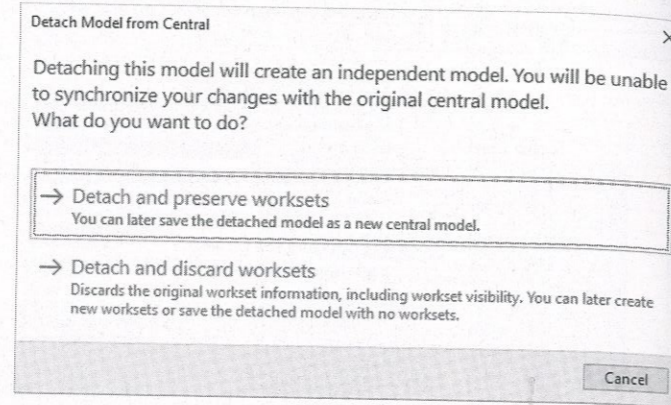 Detach Model from Central
Detaching this model will create an independent model. You will be unable
to synchronize your changes with the original central model.
What do you want to do?
→ Detach and preserve worksets
You can later save the detached model as a new central model.
→ Detach and discard worksets
Discards the original workset information, including workset visibility. You can later create
new worksets or save the detached model with no worksets.
Cancel